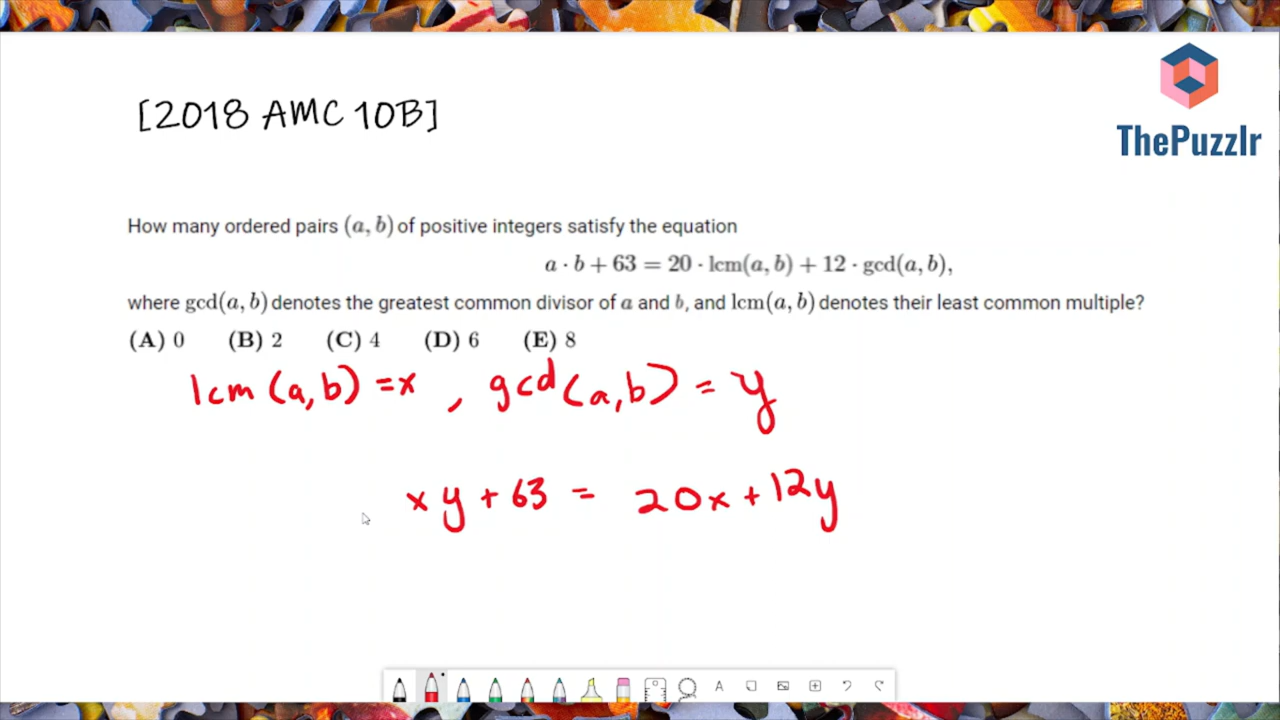 [2018 AMC 10B]
ThePuzzlr
How many ordered pairs (a, b) of positive integers satisfy the equation
a · b + 63 = 20 · lcm(a, b) + 12 · gcd(a, b),
where gcd(a, b) denotes the greatest common divisor of a and b, and lcm(a, b) denotes their least common multiple?
(A) 0 (B) 2 (C) 4 (D) 6 (E) 8
lcm (a, b) = x , gcd (a, b) = y
xy + 63 = 20x + 12y
A